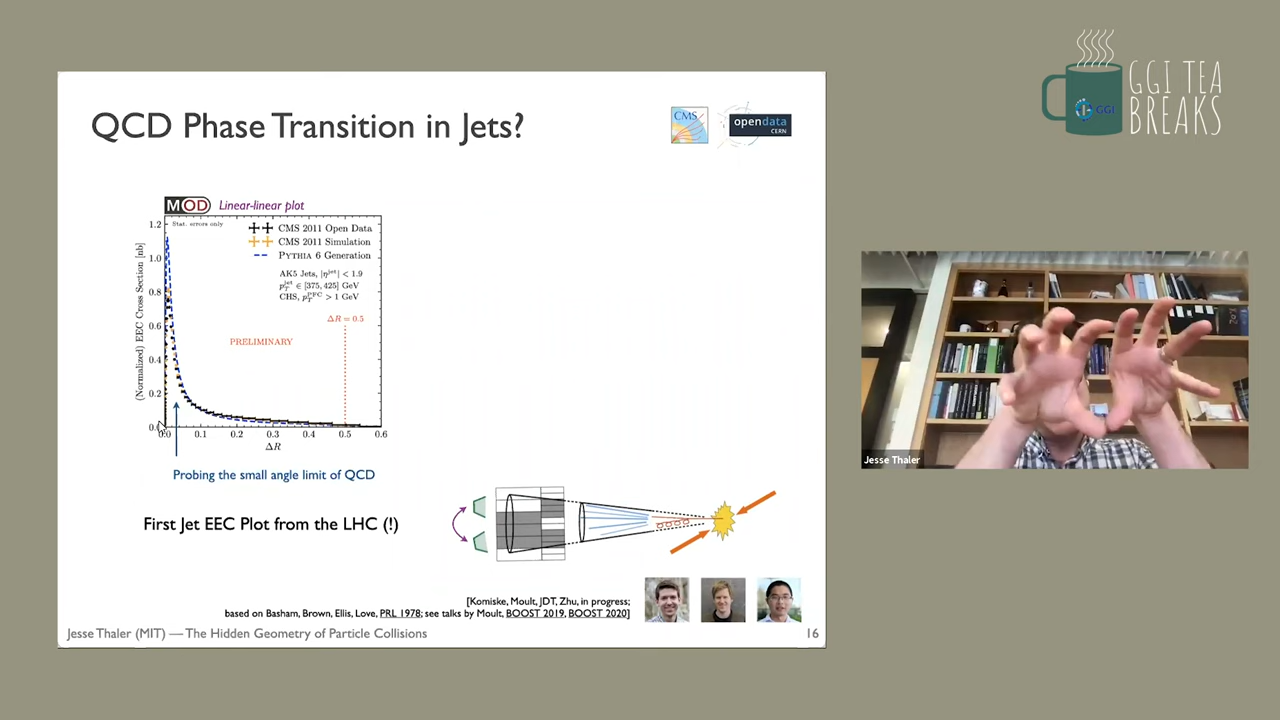 GGI TEA
BREAKS
GGI
QCD Phase Transition in Jets?
CMS
opendata
CERN
MOD
Linear-linear plot
Stat. errors only
CMS 2011 Open Data
CMS 2011 Simulation
PYTHIA 6 Generation
AK5 Jets, |η^jet| < 1.9
p_T^jet ∈ [375, 425] GeV
CHS, p_T^PFC > 1 GeV
ΔR = 0.5
PRELIMINARY
(Normalized) EEC Cross Section [nb]
1.2
1.0
0.8
0.6
0.4
0.2
0.0
0.0 0.1 0.2 0.3 0.4 0.5 0.6
ΔR
Probing the small angle limit of QCD
First Jet EEC Plot from the LHC (!)
[Komiske, Moult, JDT, Zhu, in progress;
based on Basham, Brown, Ellis, Love, PRL 1978; see talks by Moult, BOOST 2019, BOOST 2020]
Jesse Thaler (MIT) — The Hidden Geometry of Particle Collisions
16
Jesse Thaler